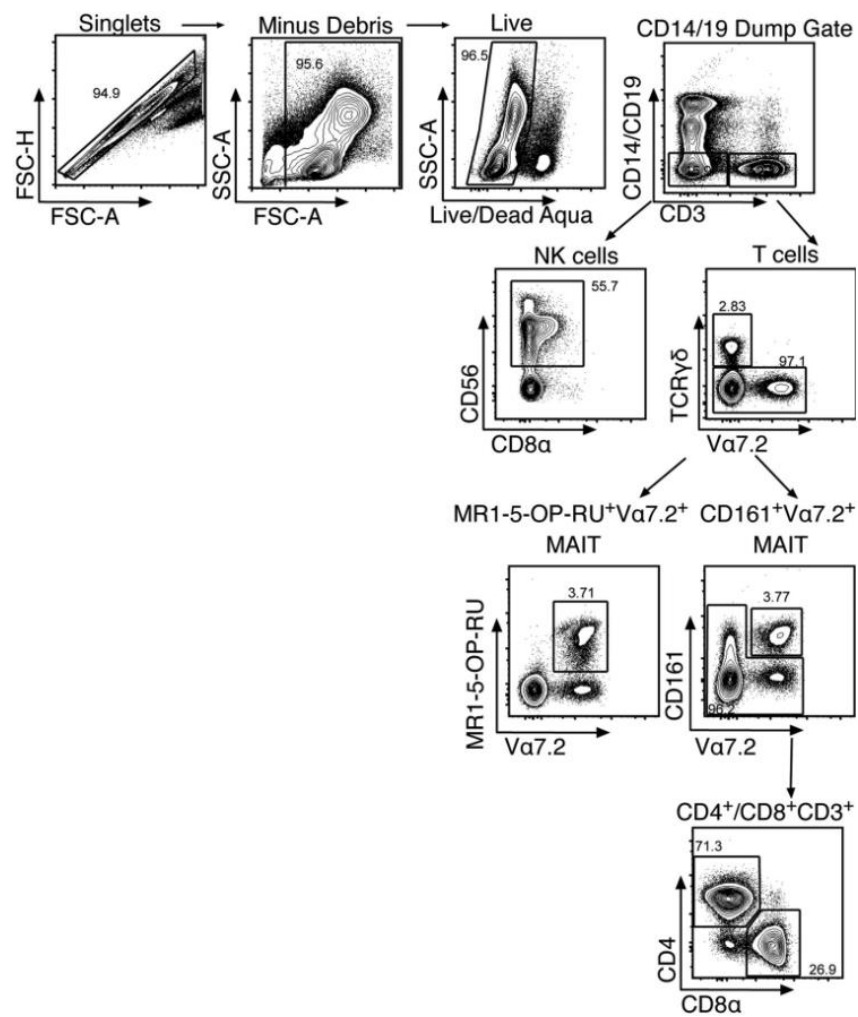 Singlets
Minus Debris
Live
CD14/19 Dump Gate
94.9
95.6
96.5
FSC-H
SSC-A
SSC-A
CD14/CD19
FSC-A
FSC-A
Live/Dead Aqua
CD3
NK cells
T cells
55.7
2.83
97.1
CD56
TCRγδ
CD8α
Vα7.2
MR1-5-OP-RU⁺Vα7.2⁺
MAIT
CD161⁺Vα7.2⁺
MAIT
3.71
3.77
96.2
MR1-5-OP-RU
CD161
Vα7.2
Vα7.2
CD4⁺/CD8⁺CD3⁺
71.3
26.9
CD4
CD8α